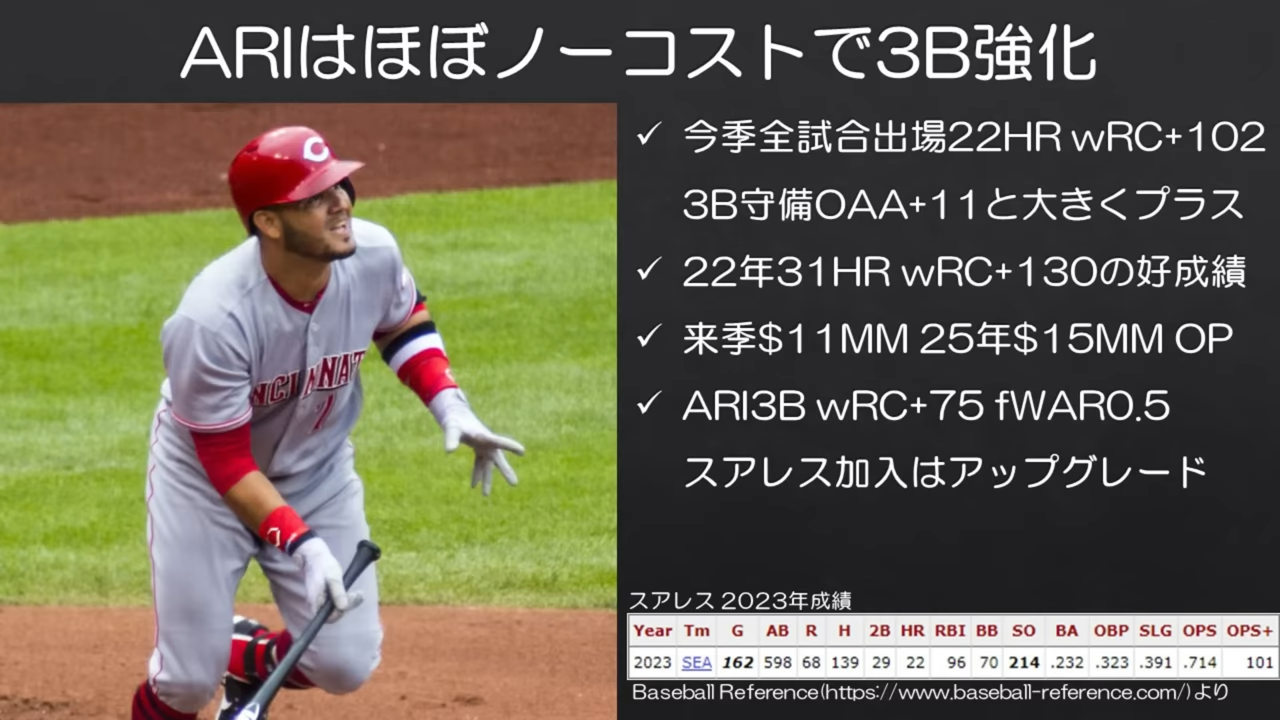 ARIはほぼノーコストで3B強化
✓ 今季全試合出場22HR wRC+102
3B守備OAA+11と大きくプラス
✓ 22年31HR wRC+130の好成績
✓ 来季$11MM 25年$15MM OP
✓ ARI3B wRC+75 fWAR0.5
スアレス加入はアップグレード
C
NCINNAT
7
スアレス 2023年成績
Year Tm G AB R H 2B HR RBI BB SO BA OBP SLG OPS OPS+
2023 SEA 162 598 68 139 29 22 96 70 214 .232 .323 .391 .714 101
Baseball Reference(https://www.baseball-reference.com/)より